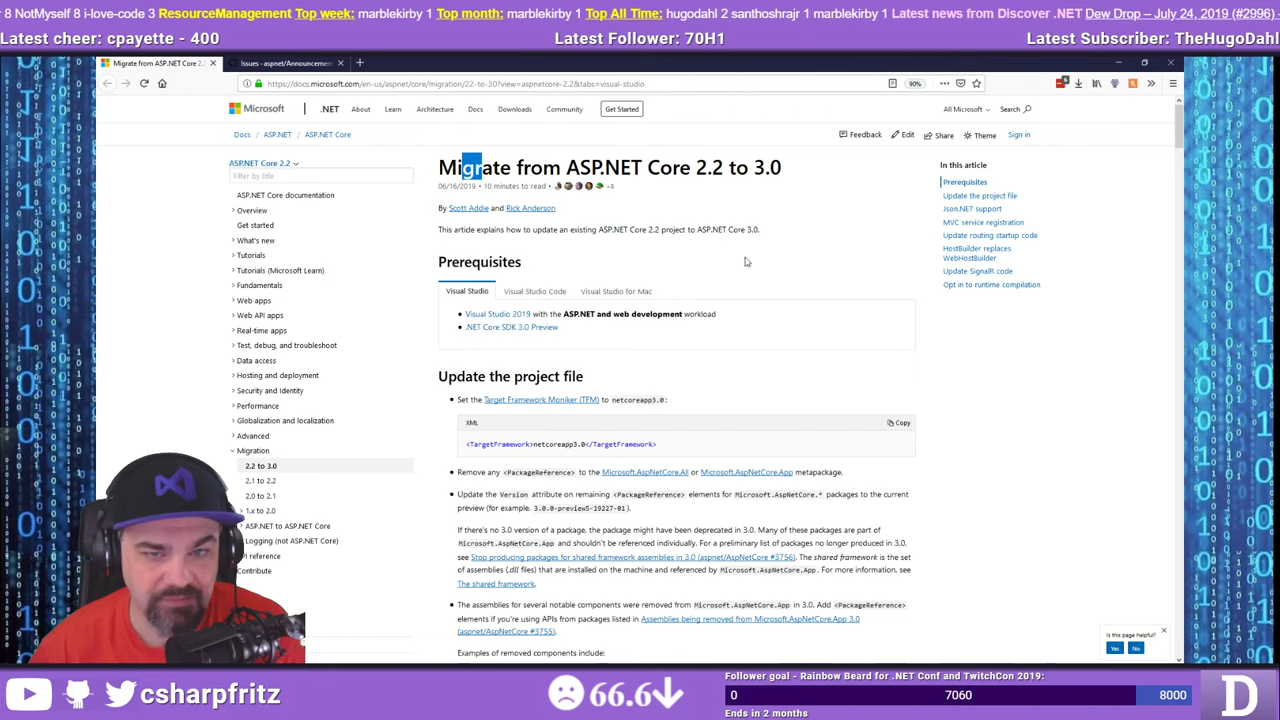 8 NotMyself 8 im_love_code 3 ResourceManagement Top week: marblekirby 1 Top month: marblekirby 1 Top All Time: hugodahl 2 santhoshrajr 1 marblekirby 1 TwitchDiscover .NET Dew Drop – July 24, 2019 (#2996)
Latest cheer: cpayette - 400 Latest Follower: 70H1 Latest Subscriber: TheHugoDahl
Migrate from ASP.NET Core 2.2 Issues · aspnet/Announcement
https://docs.microsoft.com/en-us/aspnet/core/migration/22-to-30?view=aspnetcore-2.2&tabs=visual-studio 90%
Microsoft .NET About Learn Architecture Docs Downloads Community Get Started All Microsoft Search
Docs / ASP.NET / ASP.NET Core Feedback Edit Share Theme Sign in
ASP.NET Core 2.2
Filter by title
ASP.NET Core documentation
Overview
Get started
What's new
Tutorials
Tutorials (Microsoft Learn)
Fundamentals
Web apps
Web API apps
Real-time apps
Test, debug, and troubleshoot
Data access
Hosting and deployment
Security and Identity
Performance
Globalization and localization
Advanced
Migration
2.2 to 3.0
2.1 to 2.2
2.0 to 2.1
1.x to 2.0
ASP.NET to ASP.NET Core
Logging (not ASP.NET Core)
PI reference
ontribute
Migrate from ASP.NET Core 2.2 to 3.0
06/16/2019 • 10 minutes to read • +8
By Scott Addie and Rick Anderson
This article explains how to update an existing ASP.NET Core 2.2 project to ASP.NET Core 3.0.
Prerequisites
Visual Studio Visual Studio Code Visual Studio for Mac
• Visual Studio 2019 with the ASP.NET and web development workload
• .NET Core SDK 3.0 Preview
Update the project file
• Set the Target Framework Moniker (TFM) to netcoreapp3.0:
XML Copy
<TargetFramework>netcoreapp3.0</TargetFramework>
• Remove any <PackageReference> to the Microsoft.AspNetCore.All or Microsoft.AspNetCore.App metapackage.
• Update the Version attribute on remaining <PackageReference> elements for Microsoft.AspNetCore.* packages to the current
preview (for example, 3.0.0-preview5-19227-01).
If there's no 3.0 version of a package, the package might have been deprecated in 3.0. Many of these packages are part of
Microsoft.AspNetCore.App and shouldn't be referenced individually. For a preliminary list of packages no longer produced in 3.0,
see Stop producing packages for shared framework assemblies in 3.0 (aspnet/AspNetCore #3756). The shared framework is the set
of assemblies (.dll files) that are installed on the machine and referenced by Microsoft.AspNetCore.App. For more information, see
The shared framework.
• The assemblies for several notable components were removed from Microsoft.AspNetCore.App in 3.0. Add <PackageReference>
elements if you're using APIs from packages listed in Assemblies being removed from Microsoft.AspNetCore.App 3.0
(aspnet/AspNetCore #3755).
Examples of removed components include:
In this article
Prerequisites
Update the project file
Json.NET support
MVC service registration
Update routing startup code
HostBuilder replaces
WebHostBuilder
Update SignalR code
Opt in to runtime compilation
Is this page helpful?
Yes No
csharpfritz
66.6
Follower goal - Rainbow Beard for .NET Conf and TwitchCon 2019:
0 7060 8000
Ends in 2 months
D